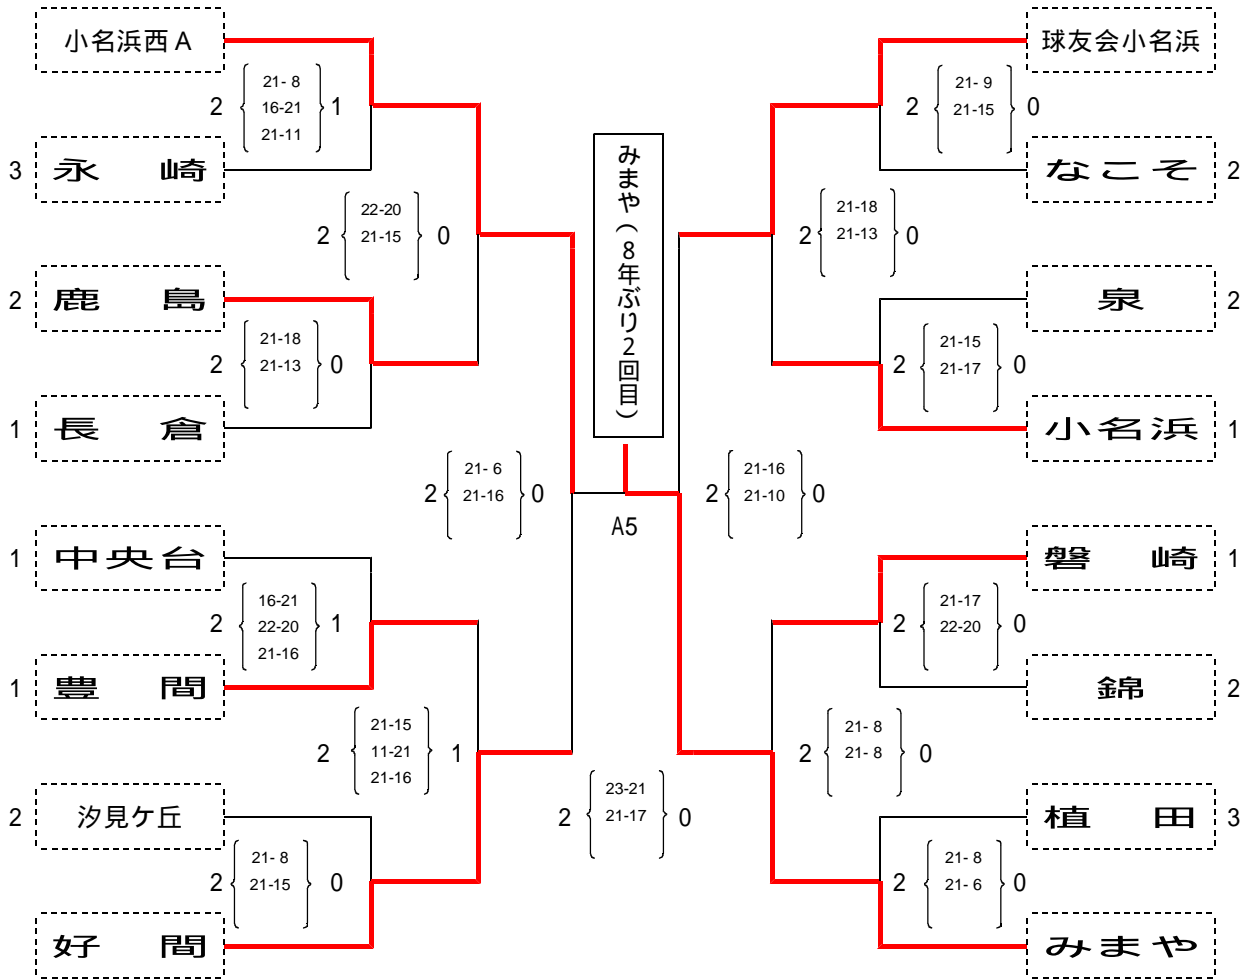 小名浜西A
2 21- 8 1
16-21
21-11
3 永崎
2 22-20 0
21-15
2 鹿島
2 21-18 0
21-13
1 長倉
2 21- 6 0
21-16
1 中央台
2 16-21 1
22-20
21-16
1 豊間
2 21-15 1
11-21
21-16
2 汐見ケ丘
2 21- 8 0
21-15
好間
みまや(8年ぶり2回目)
A5
2 23-21 0
21-17
球友会小名浜
2 21- 9 0
21-15
なこそ 2
2 21-18 0
21-13
泉 2
2 21-15 0
21-17
小名浜 1
2 21-16 0
21-10
磐崎 1
2 21-17 0
22-20
錦 2
2 21- 8 0
21- 8
植田 3
2 21- 8 0
21- 6
みまや